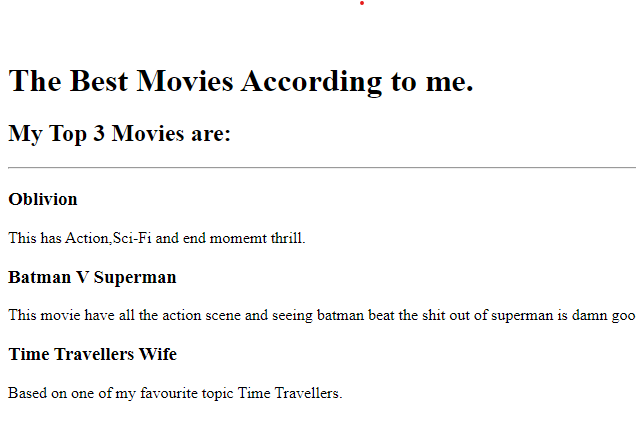 The Best Movies According to me.
My Top 3 Movies are:
Oblivion
This has Action,Sci-Fi and end momemt thrill.
Batman V Superman
This movie have all the action scene and seeing batman beat the shit out of superman is damn goo
Time Travellers Wife
Based on one of my favourite topic Time Travellers.